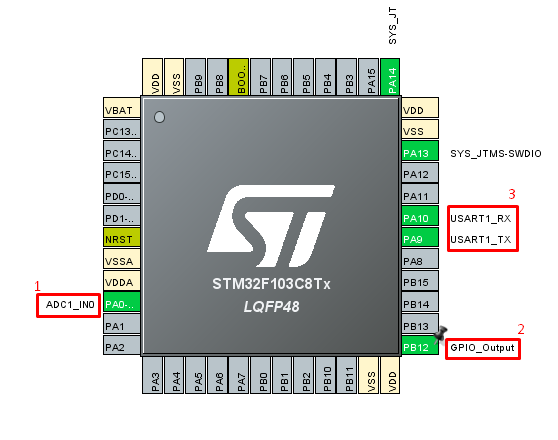 SYS_JT
VDD
VSS
PB9
PB8
BOO..
PB7
PB6
PB5
PB4
PB3
PA15
PA14
VBAT
PC13..
PC14..
PC15..
PD0-..
PD1-..
NRST
VSSA
VDDA
1
ADC1_IN0
PA0-..
PA1
PA2
ST
STM32F103C8Tx
LQFP48
VDD
VSS
PA13
SYS_JTMS-SWDIO
PA12
PA11
3
PA10
USART1_RX
PA9
USART1_TX
PA8
PB15
PB14
PB13
2
PB12
GPIO_Output
PA3
PA4
PA5
PA6
PA7
PB0
PB1
PB2
PB10
PB11
VSS
VDD